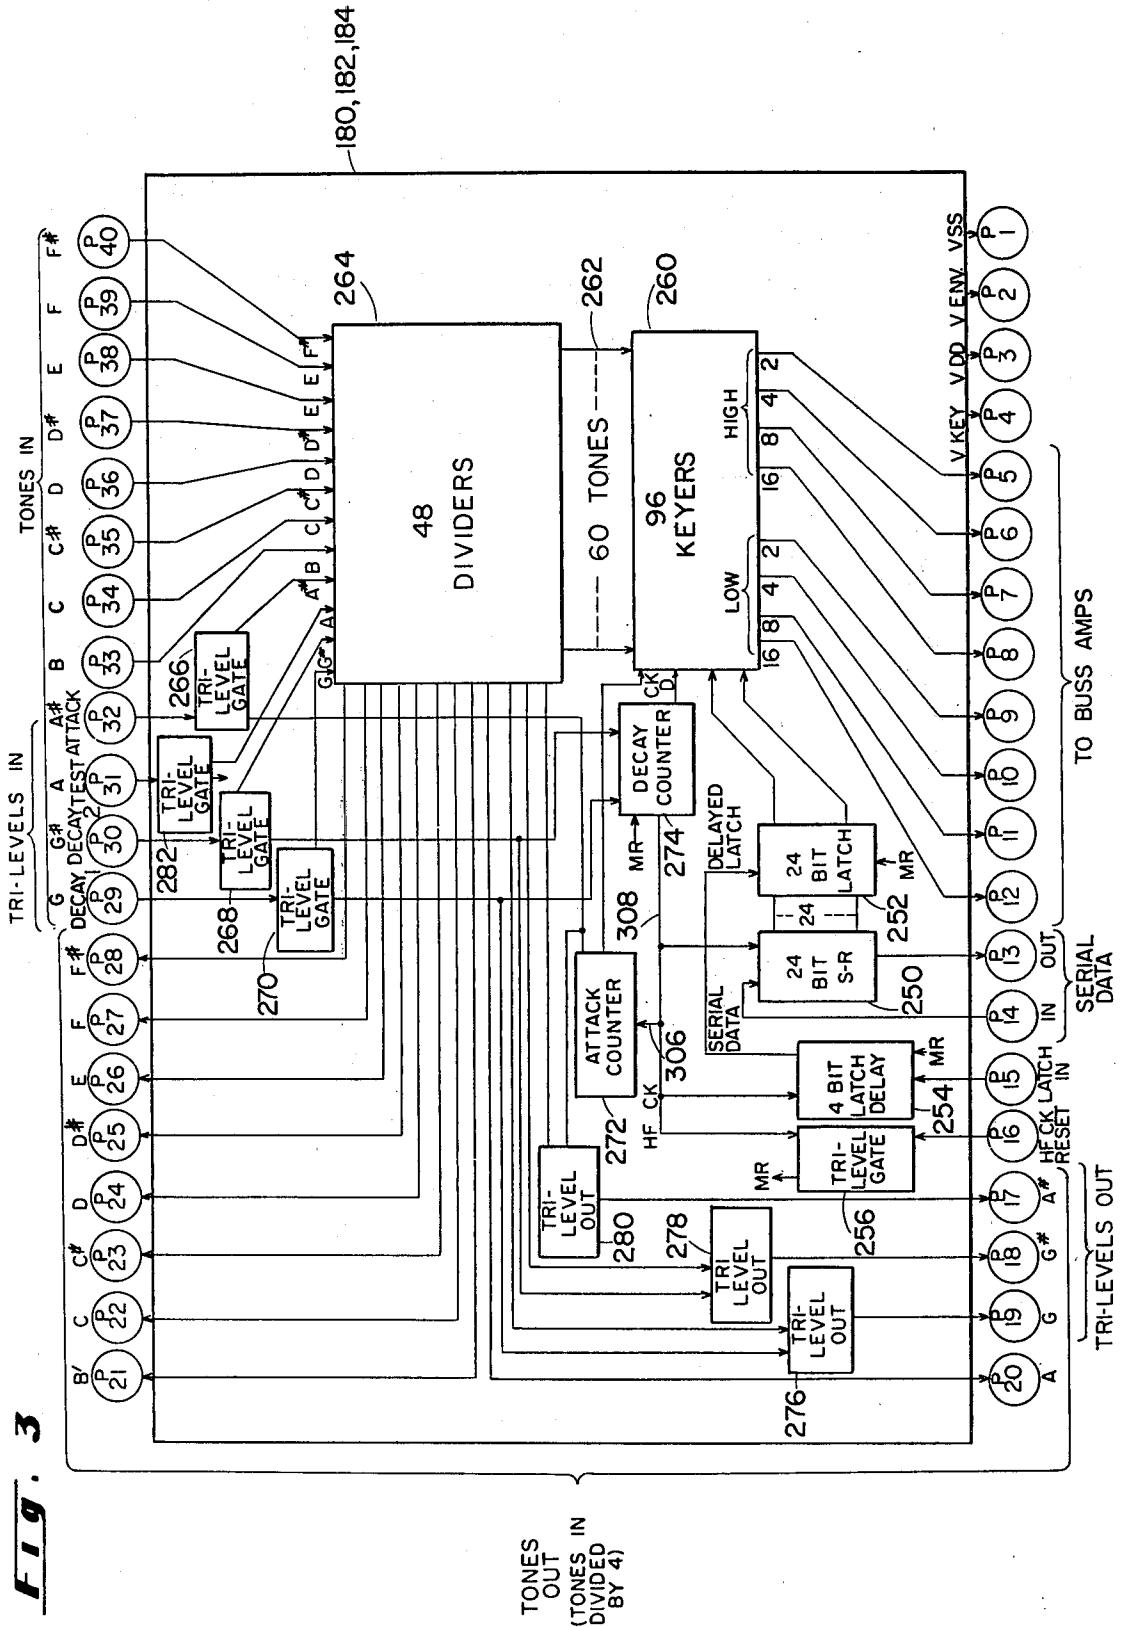 Fig. 3
180,182,184
TONES IN
TRI-LEVELS IN
G G# A A# B C C# D D# E F F#
DECAY 1 DECAY 2 TEST ATTACK
P 29
P 30
P 31
P 32
P 33
P 34
P 35
P 36
P 37
P 38
P 39
P 40
B' C C# D D# E F F#
P 21
P 22
P 23
P 24
P 25
P 26
P 27
P 28
TRI-LEVEL GATE
282
TRI-LEVEL GATE
266
TRI-LEVEL GATE
268
TRI-LEVEL GATE
270
G G# A A# B C C# D D# E E F#
48 DIVIDERS
264
60 TONES
262
96 KEYERS
260
CK
D
LOW
16 8 4 2
HIGH
16 8 4 2
DECAY COUNTER
MR
274
ATTACK COUNTER
272
306
308
HF CK
DELAYED LATCH
SERIAL DATA
24 BIT LATCH
MR
252
24
24 BIT S-R
250
4 BIT LATCH DELAY
MR
254
TRI-LEVEL GATE
MR
256
TRI-LEVEL OUT
280
TRI LEVEL OUT
278
TRI-LEVEL OUT
276
P 20
P 19
P 18
P 17
P 16
P 15
P 14
P 13
P 12
P 11
P 10
P 9
P 8
P 7
P 6
P 5
P 4
P 3
P 2
P 1
A G G# A#
TRI-LEVELS OUT
HF CK RESET
LATCH IN
IN OUT
SERIAL DATA
TO BUSS AMPS
V KEY V DD V ENV. VSS
TONES OUT
(TONES IN DIVIDED BY 4)